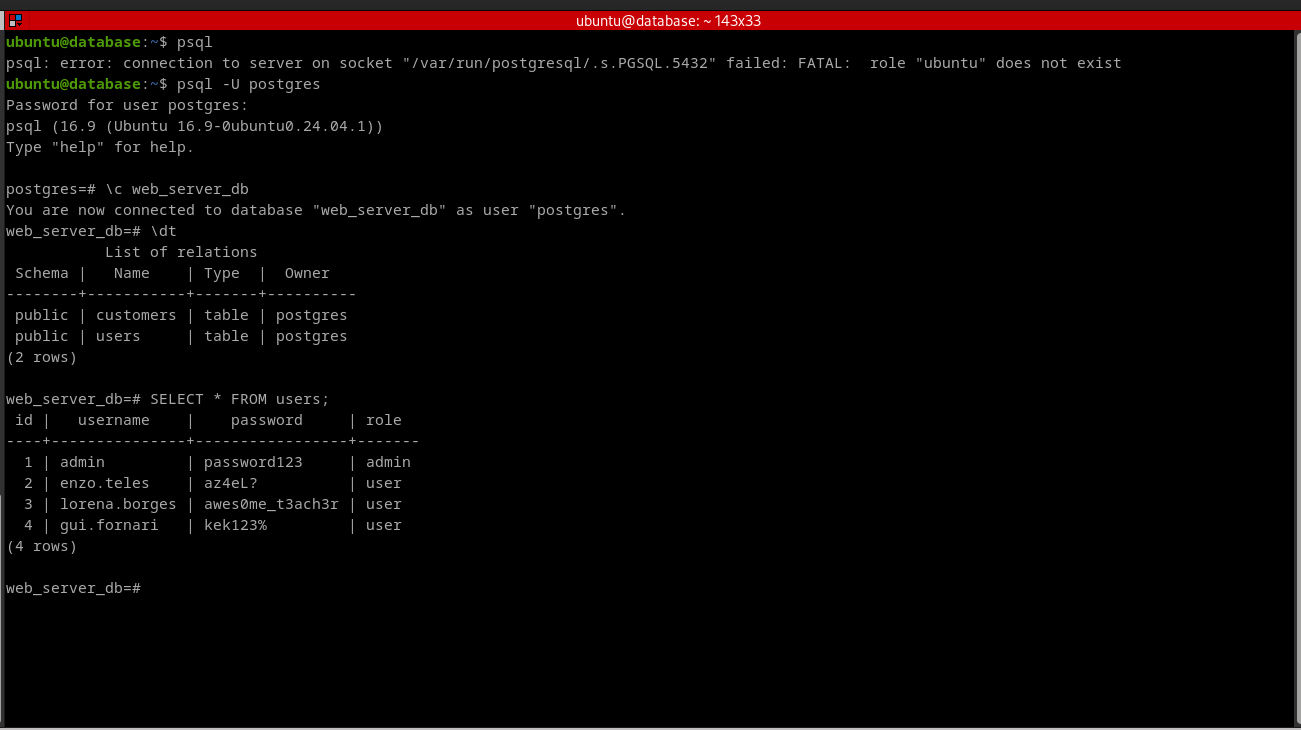 ubuntu@database: ~ 143x33
ubuntu@database:~$ psql
psql: error: connection to server on socket "/var/run/postgresql/.s.PGSQL.5432" failed: FATAL:  role "ubuntu" does not exist
ubuntu@database:~$ psql -U postgres
Password for user postgres:
psql (16.9 (Ubuntu 16.9-0ubuntu0.24.04.1))
Type "help" for help.

postgres=# \c web_server_db
You are now connected to database "web_server_db" as user "postgres".
web_server_db=# \dt
           List of relations
 Schema |   Name    | Type  |  Owner
--------+-----------+-------+----------
 public | customers | table | postgres
 public | users     | table | postgres
(2 rows)

web_server_db=# SELECT * FROM users;
 id |   username    |    password     | role
----+---------------+-----------------+-------
  1 | admin         | password123     | admin
  2 | enzo.teles    | az4eL?          | user
  3 | lorena.borges | awes0me_t3ach3r | user
  4 | gui.fornari   | kek123%         | user
(4 rows)

web_server_db=#